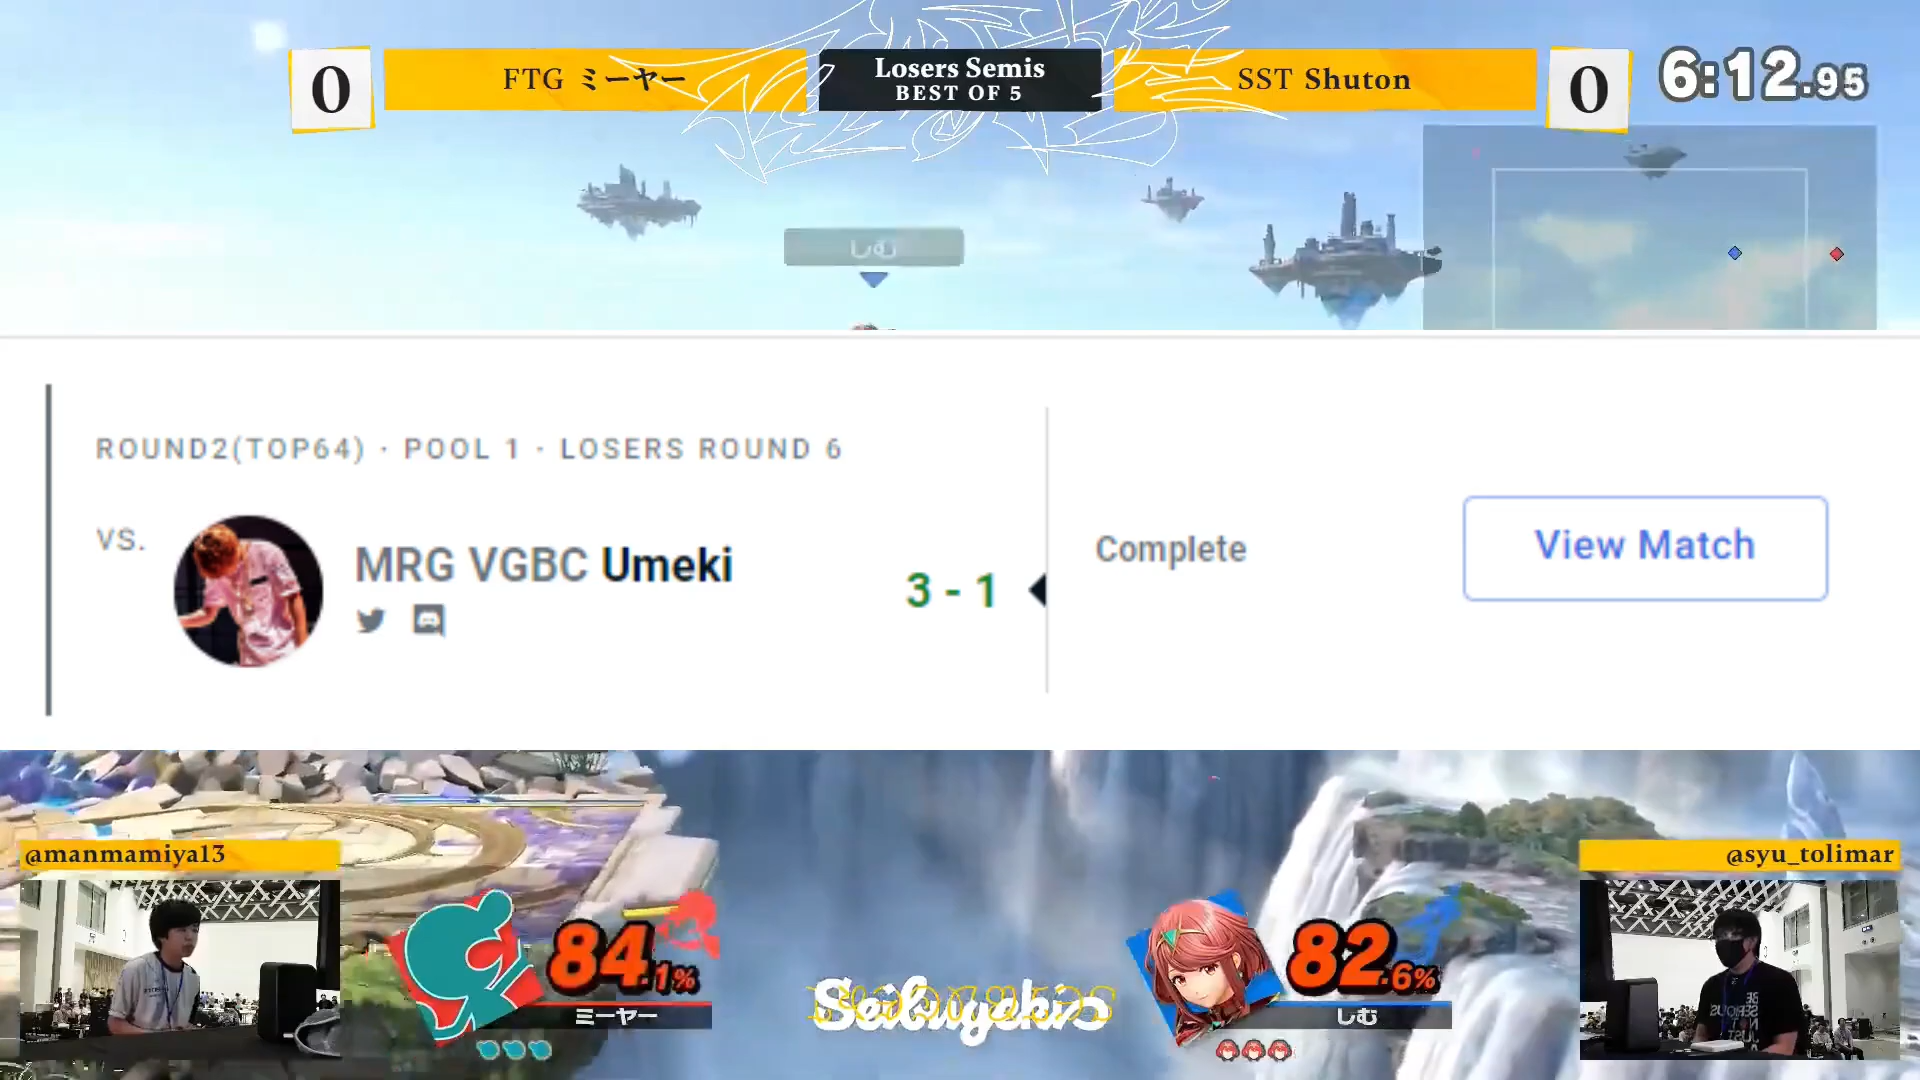 0
FTG ミーヤー
Losers Semis
BEST OF 5
SST Shuton
0
6:12.95
しむ
ROUND2(TOP64) · POOL 1 · LOSERS ROUND 6
VS.
MRG VGBC Umeki
3 - 1
Complete
View Match
@manmamiya13
@syu_tolimar
84.1%
ミーヤー
82.6%
しむ